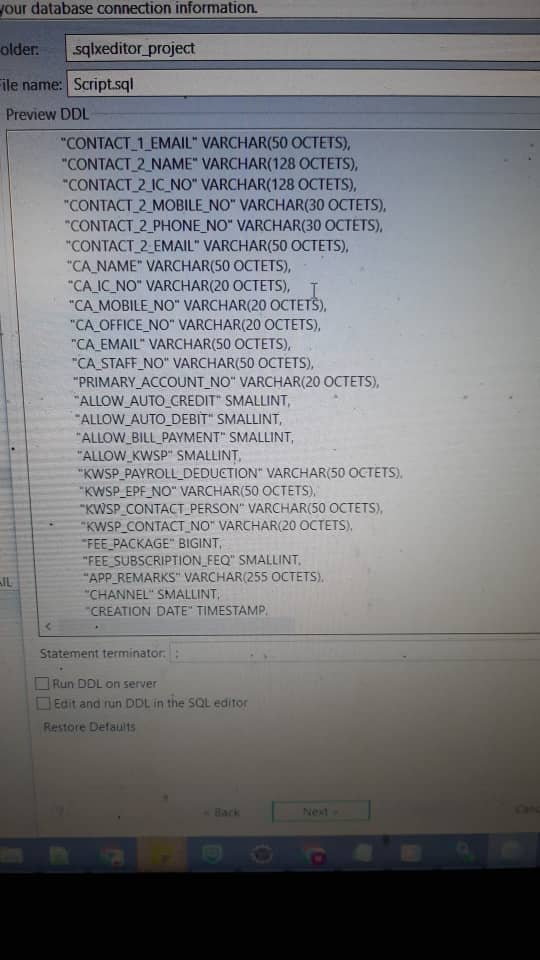 your database connection information.
older:
.sqlxeditor_project
ile name:
Script.sql
Preview DDL
"CONTACT_1_EMAIL" VARCHAR(50 OCTETS),
"CONTACT_2_NAME" VARCHAR(128 OCTETS),
"CONTACT_2_IC_NO" VARCHAR(128 OCTETS),
"CONTACT_2_MOBILE_NO" VARCHAR(30 OCTETS),
"CONTACT_2_PHONE_NO" VARCHAR(30 OCTETS),
"CONTACT_2_EMAIL" VARCHAR(50 OCTETS),
"CA_NAME" VARCHAR(50 OCTETS),
"CA_IC_NO" VARCHAR(20 OCTETS),
"CA_MOBILE_NO" VARCHAR(20 OCTETS),
"CA_OFFICE_NO" VARCHAR(20 OCTETS),
"CA_EMAIL" VARCHAR(50 OCTETS),
"CA_STAFF_NO" VARCHAR(50 OCTETS),
"PRIMARY_ACCOUNT_NO" VARCHAR(20 OCTETS),
"ALLOW_AUTO_CREDIT" SMALLINT,
"ALLOW_AUTO_DEBIT" SMALLINT,
"ALLOW_BILL_PAYMENT" SMALLINT,
"ALLOW_KWSP" SMALLINT,
"KWSP_PAYROLL_DEDUCTION" VARCHAR(50 OCTETS),
"KWSP_EPF_NO" VARCHAR(50 OCTETS),
"KWSP_CONTACT_PERSON" VARCHAR(50 OCTETS),
"KWSP_CONTACT_NO" VARCHAR(20 OCTETS),
"FEE_PACKAGE" BIGINT,
"FEE_SUBSCRIPTION_FEQ" SMALLINT,
"APP_REMARKS" VARCHAR(255 OCTETS),
"CHANNEL" SMALLINT,
"CREATION_DATE" TIMESTAMP,
AIL
Statement terminator: ;
Run DDL on server
Edit and run DDL in the SQL editor
Restore Defaults
< Back
Next >